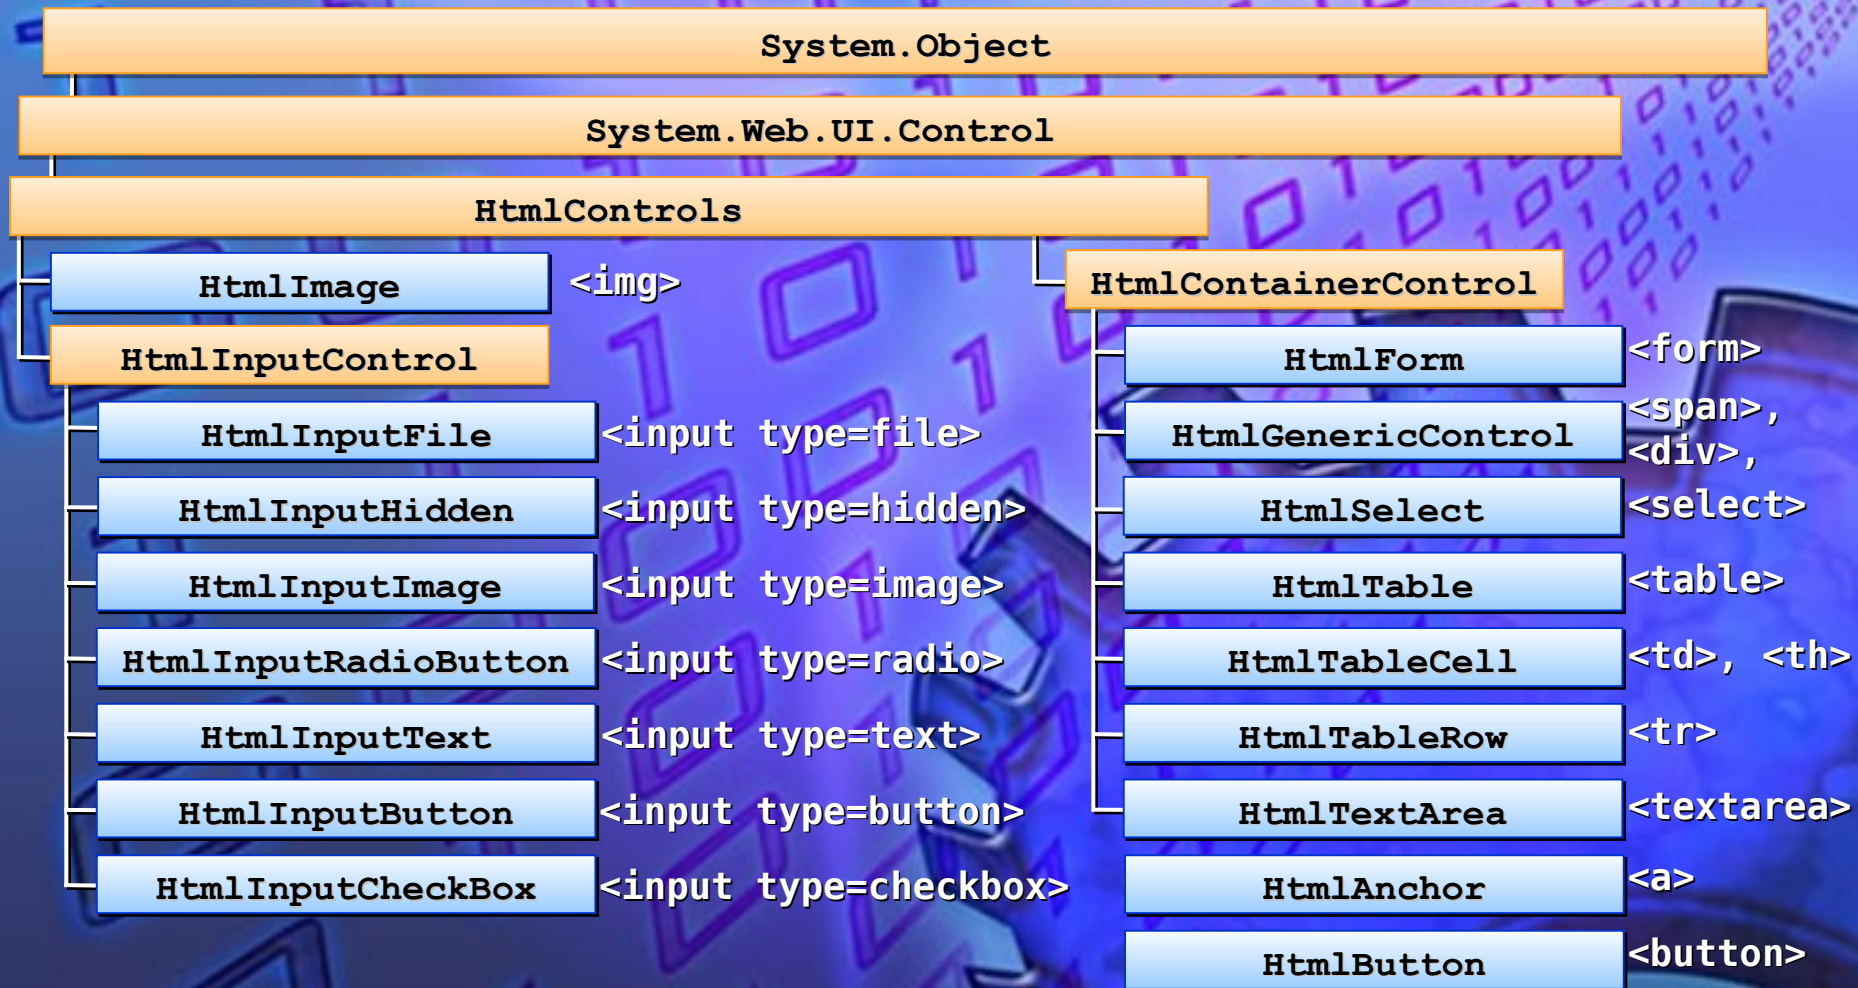 System.Object
System.Web.UI.Control
HtmlControls
HtmlImage <img>
HtmlInputControl
HtmlInputFile <input type=file>
HtmlInputHidden <input type=hidden>
HtmlInputImage <input type=image>
HtmlInputRadioButton <input type=radio>
HtmlInputText <input type=text>
HtmlInputButton <input type=button>
HtmlInputCheckBox <input type=checkbox>
HtmlContainerControl
HtmlForm <form>
HtmlGenericControl <span>,
<div>,
HtmlSelect <select>
HtmlTable <table>
HtmlTableCell <td>, <th>
HtmlTableRow <tr>
HtmlTextArea <textarea>
HtmlAnchor <a>
HtmlButton <button>